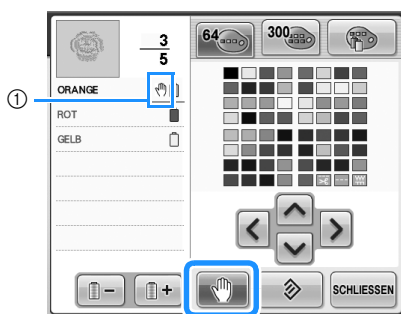 3
5
64
300
①
ORANGE
ROT
GELB
SCHLIESSEN